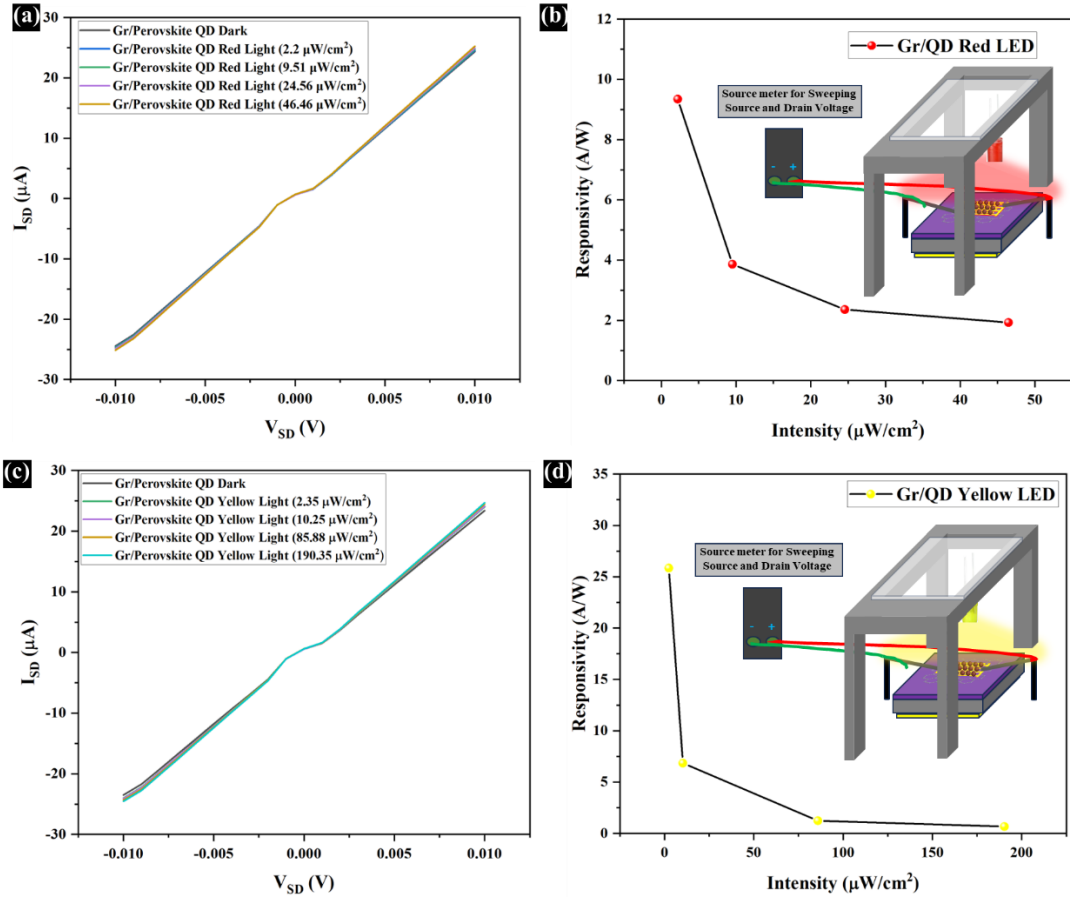 (a)
Gr/Perovskite QD Dark
Gr/Perovskite QD Red Light (2.2 μW/cm²)
Gr/Perovskite QD Red Light (9.51 μW/cm²)
Gr/Perovskite QD Red Light (24.56 μW/cm²)
Gr/Perovskite QD Red Light (46.46 μW/cm²)
30
20
10
0
-10
-20
-30
I_SD (μA)
-0.010
-0.005
0.000
0.005
0.010
V_SD (V)
(b)
Gr/QD Red LED
Source meter for Sweeping
Source and Drain Voltage
- +
12
10
8
6
4
2
0
Responsivity (A/W)
0
10
20
30
40
50
Intensity (μW/cm²)
(c)
Gr/Perovskite QD Dark
Gr/Perovskite QD Yellow Light (2.35 μW/cm²)
Gr/Perovskite QD Yellow Light (10.25 μW/cm²)
Gr/Perovskite QD Yellow Light (85.88 μW/cm²)
Gr/Perovskite QD Yellow Light (190.35 μW/cm²)
30
20
10
0
-10
-20
-30
I_SD (μA)
-0.010
-0.005
0.000
0.005
0.010
V_SD (V)
(d)
Gr/QD Yellow LED
Source meter for Sweeping
Source and Drain Voltage
- +
35
30
25
20
15
10
5
0
Responsivity (A/W)
0
50
100
150
200
Intensity (μW/cm²)